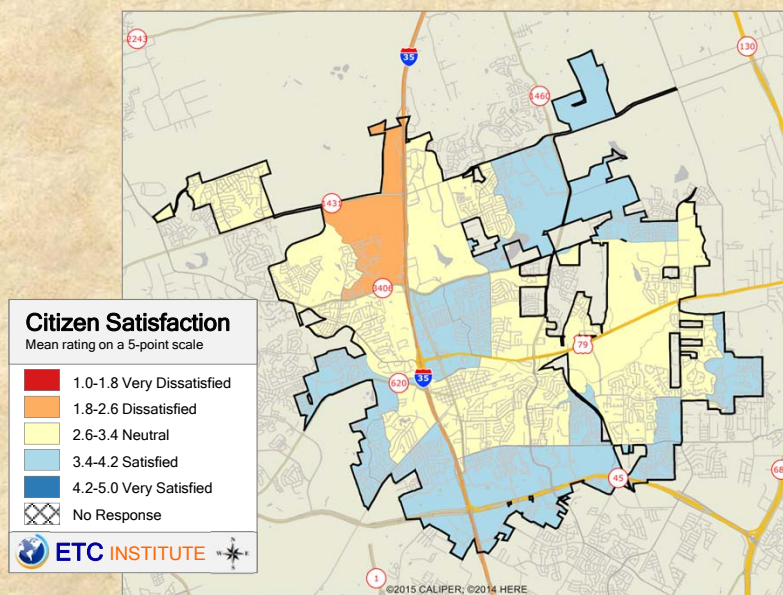 2243
35
130
1460
1431
3406
Citizen Satisfaction
Mean rating on a 5-point scale
1.0-1.8 Very Dissatisfied
1.8-2.6 Dissatisfied
2.6-3.4 Neutral
3.4-4.2 Satisfied
4.2-5.0 Very Satisfied
No Response
ETC INSTITUTE
N
W
E
S
79
620
35
45
68
1
©2015 CALIPER; ©2014 HERE